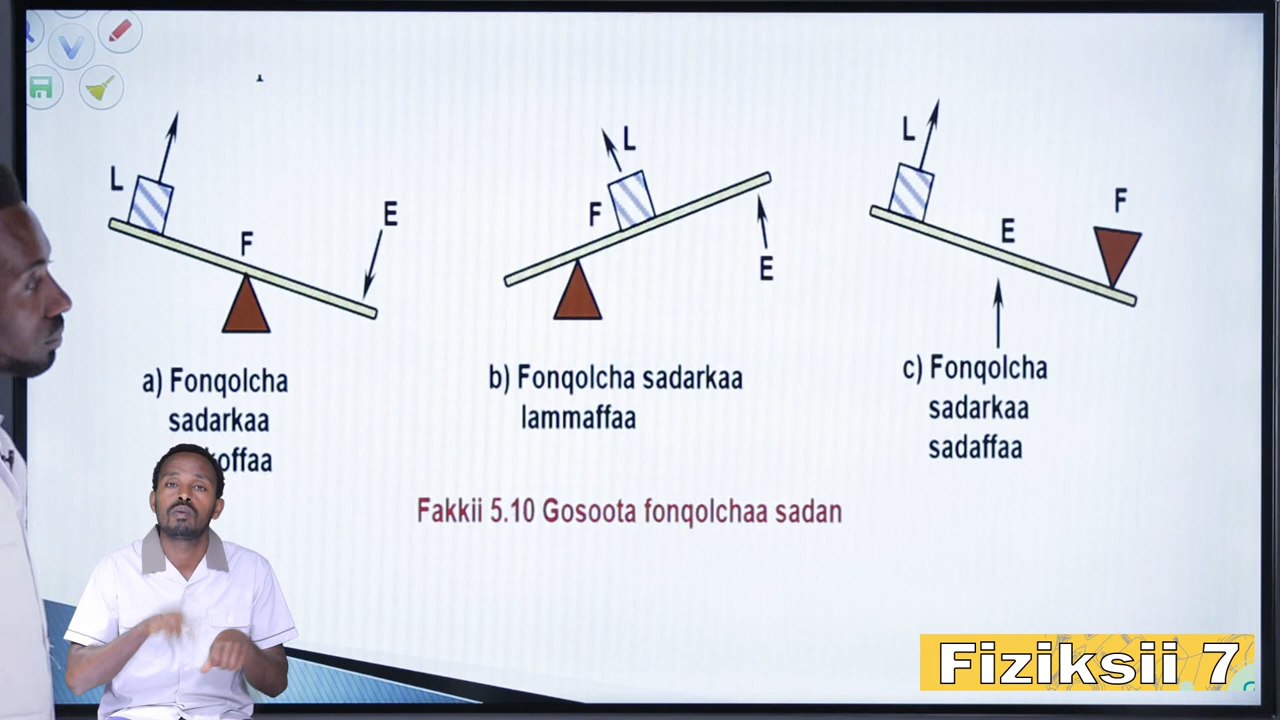 L
F
E
L
F
E
L
E
F
a) Fonqolcha
sadarkaa
b) Fonqolcha sadarkaa
lammaffaa
c) Fonqolcha
sadarkaa
sadaffaa
Fakkii 5.10 Gosoota fonqolchaa sadan
Fiziksii 7